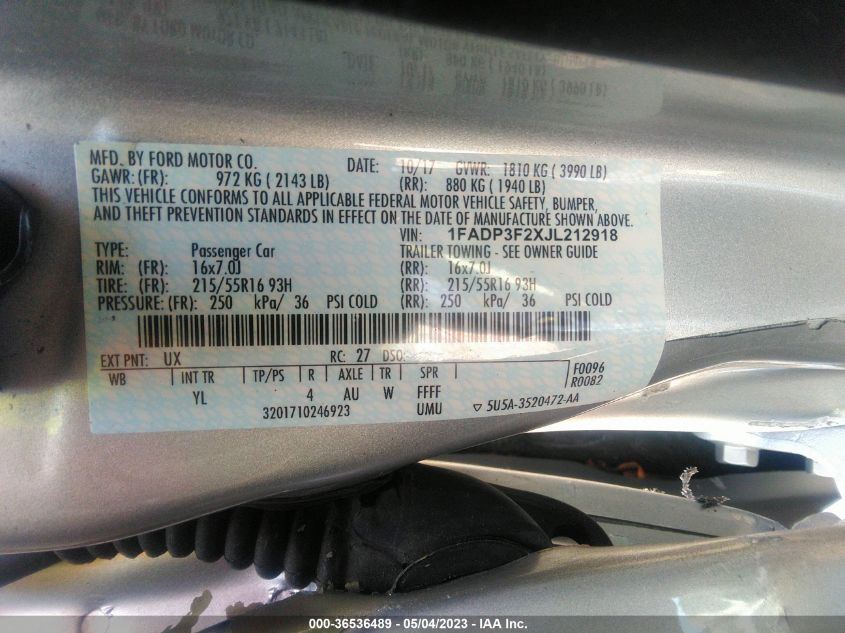 MFD. BY FORD MOTOR CO. DATE: 10/17 GVWR: 1810 KG ( 3990 LB)
GAWR: (FR): 972 KG ( 2143 LB) (RR): 880 KG ( 1940 LB)
THIS VEHICLE CONFORMS TO ALL APPLICABLE FEDERAL MOTOR VEHICLE SAFETY, BUMPER,
AND THEFT PREVENTION STANDARDS IN EFFECT ON THE DATE OF MANUFACTURE SHOWN ABOVE.
VIN: 1FADP3F2XJL212918
TYPE: Passenger Car TRAILER TOWING - SEE OWNER GUIDE
RIM: (FR): 16x7.0J (RR): 16x7.0J
TIRE: (FR): 215/55R16 93H (RR): 215/55R16 93H
PRESSURE: (FR): 250 kPa/ 36 PSI COLD (RR): 250 kPa/ 36 PSI COLD
EXT PNT: UX RC: 27 DSO:
WB INT TR TP/PS R AXLE TR SPR F0096
R0082
YL 4 AU W FFFF
3201710246923 UMU ▽ 5U5A-3520472-AA
000-36536489 - 05/04/2023 - IAA Inc.